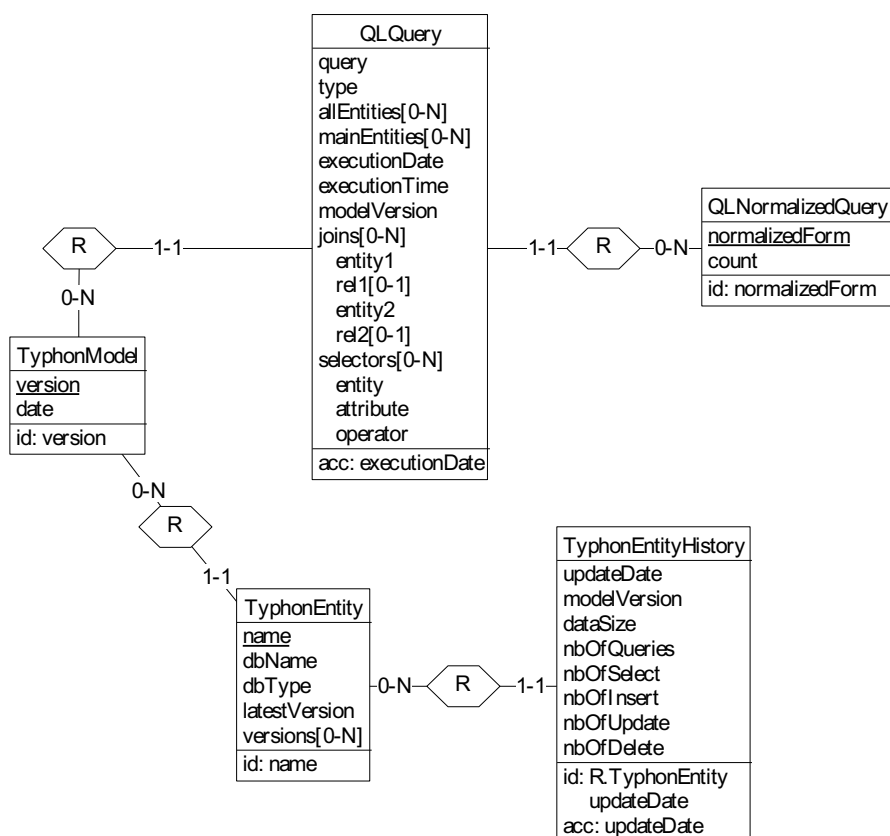 QLQuery
query
type
allEntities[0-N]
mainEntities[0-N]
executionDate
executionTime
modelVersion
joins[0-N]
entity1
rel1[0-1]
entity2
rel2[0-1]
selectors[0-N]
entity
attribute
operator
acc: executionDate
R
1-1
0-N
1-1
R
0-N
QLNormalizedQuery
normalizedForm
count
id: normalizedForm
TyphonModel
version
date
id: version
0-N
R
1-1
TyphonEntity
name
dbName
dbType
latestVersion
versions[0-N]
id: name
0-N
R
1-1
TyphonEntityHistory
updateDate
modelVersion
dataSize
nbOfQueries
nbOfSelect
nbOfInsert
nbOfUpdate
nbOfDelete
id: R.TyphonEntity
updateDate
acc: updateDate